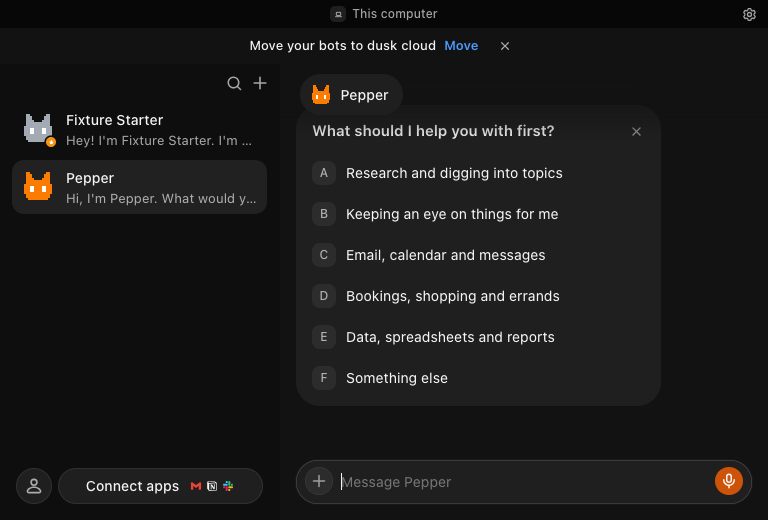 This computer
Move your bots to dusk cloud Move
Fixture Starter
Hey! I'm Fixture Starter. I'm ...
Pepper
Hi, I'm Pepper. What would y...
Connect apps
Pepper
What should I help you with first?
A Research and digging into topics
B Keeping an eye on things for me
C Email, calendar and messages
D Bookings, shopping and errands
E Data, spreadsheets and reports
F Something else
Message Pepper